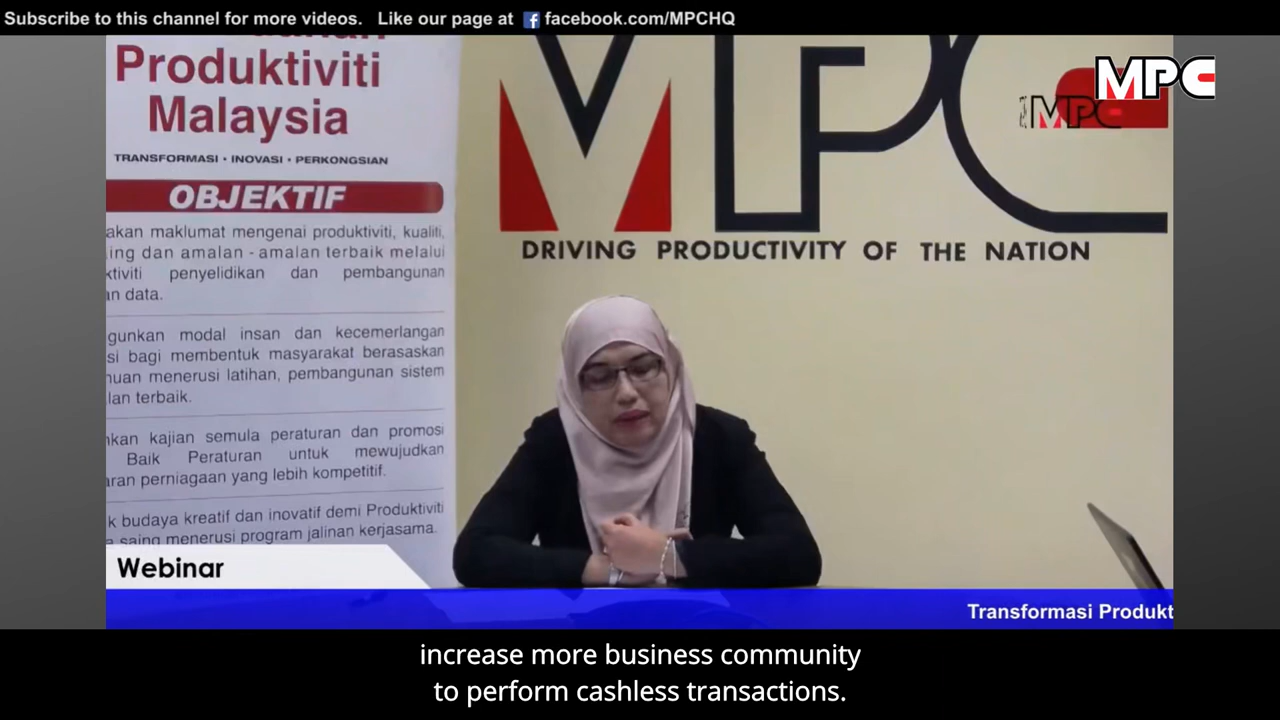 Subscribe to this channel for more videos. Like our page at facebook.com/MPCHQ
Produktiviti
Malaysia
TRANSFORMASI • INOVASI • PERKONGSIAN
OBJEKTIF
akan maklumat mengenai produktiviti, kualiti,
ing dan amalan - amalan terbaik melalui
ktiviti penyelidikan dan pembangunan
n data.
gunkan modal insan dan kecemerlangan
si bagi membentuk masyarakat berasaskan
huan menerusi latihan, pembangunan sistem
lan terbaik.
nkan kajian semula peraturan dan promosi
Baik Peraturan untuk mewujudkan
ran perniagaan yang lebih kompetitif.
k budaya kreatif dan inovatif demi Produktiviti
saing menerusi program jalinan kerjasama.
MPC
DRIVING PRODUCTIVITY OF THE NATION
MPC
MPC
Webinar
Transformasi Produkt
increase more business community
to perform cashless transactions.